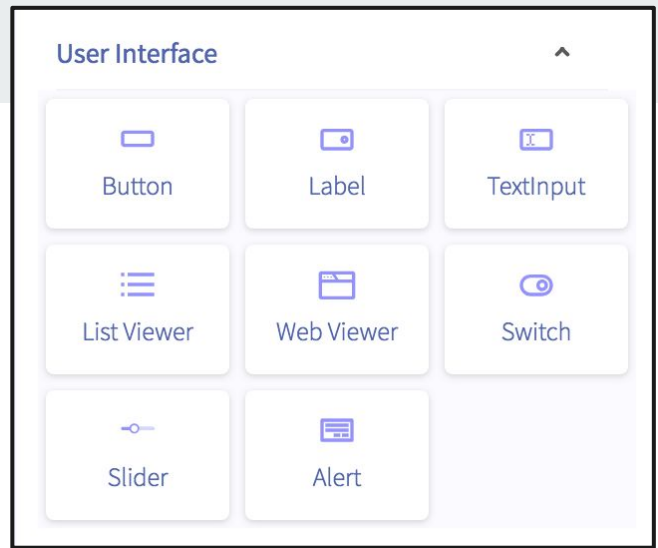 User Interface
Button Label TextInput
List Viewer Web Viewer Switch
Slider Alert